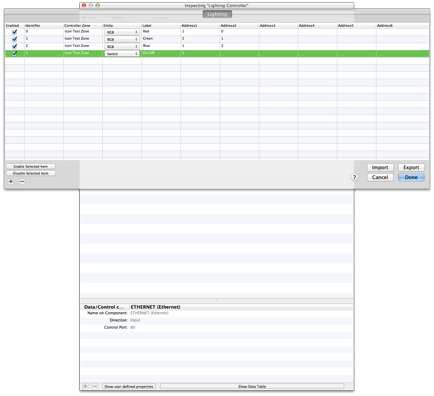 Inspecting "Lighting Controller"
Lighting
Enabled Identifier Controller Zone Entity Label Address1 Address2 Address3 Address4 Address5 Address6
0 Icon Test Zone RGB Red 1 0
1 Icon Test Zone RGB Green 1 1
2 Icon Test Zone RGB Blue 1 2
Icon Test Zone Switch On/Off
Enable Selected Item
Disable Selected Item
+ −
Import Export
? Cancel Done
Data/Control c... ETHERNET (Ethernet)
Name on Component: ETHERNET (Ethernet)
Direction: Input
Control Port: 80
+ − Show user defined properties Show Data Table